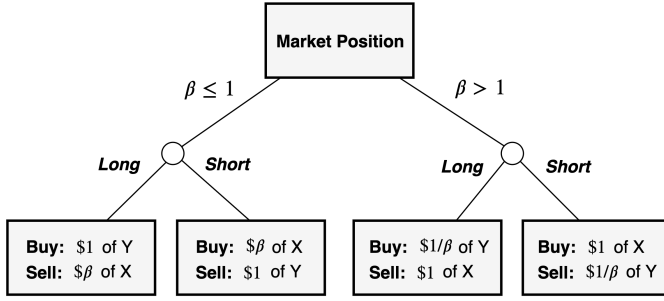 Market Position
β ≤ 1
β > 1
Long
Short
Long
Short
Buy: $1 of Y
Sell: $β of X
Buy: $β of X
Sell: $1 of Y
Buy: $1/β of Y
Sell: $1 of X
Buy: $1 of X
Sell: $1/β of Y